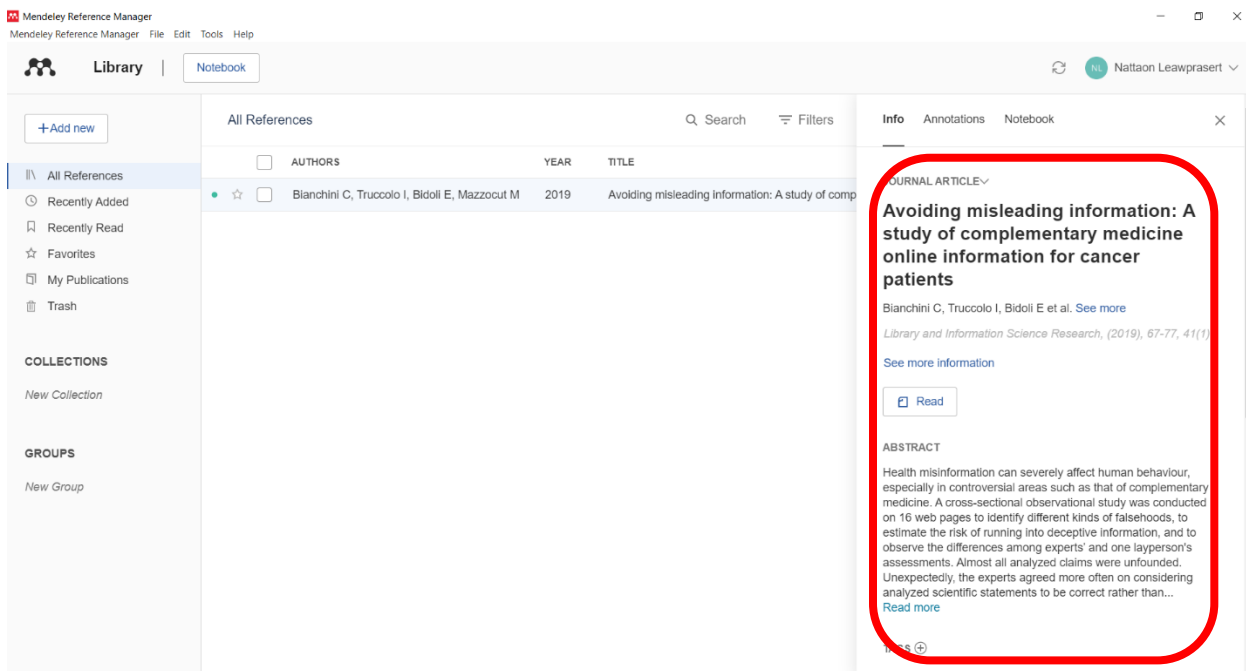 Mendeley Reference Manager
Mendeley Reference Manager File Edit Tools Help
Library | Notebook
NL Nattaon Leawprasert
+Add new
All References
Recently Added
Recently Read
Favorites
My Publications
Trash
COLLECTIONS
New Collection
GROUPS
New Group
All References Search Filters
AUTHORS YEAR TITLE
Bianchini C, Truccolo I, Bidoli E, Mazzocut M 2019 Avoiding misleading information: A study of comp
Info Annotations Notebook
JOURNAL ARTICLE
Avoiding misleading information: A
study of complementary medicine
online information for cancer
patients
Bianchini C, Truccolo I, Bidoli E et al. See more
Library and Information Science Research, (2019), 67-77, 41(1)
See more information
Read
ABSTRACT
Health misinformation can severely affect human behaviour,
especially in controversial areas such as that of complementary
medicine. A cross-sectional observational study was conducted
on 16 web pages to identify different kinds of falsehoods, to
estimate the risk of running into deceptive information, and to
observe the differences among experts' and one layperson's
assessments. Almost all analyzed claims were unfounded.
Unexpectedly, the experts agreed more often on considering
analyzed scientific statements to be correct rather than...
Read more
TAGS